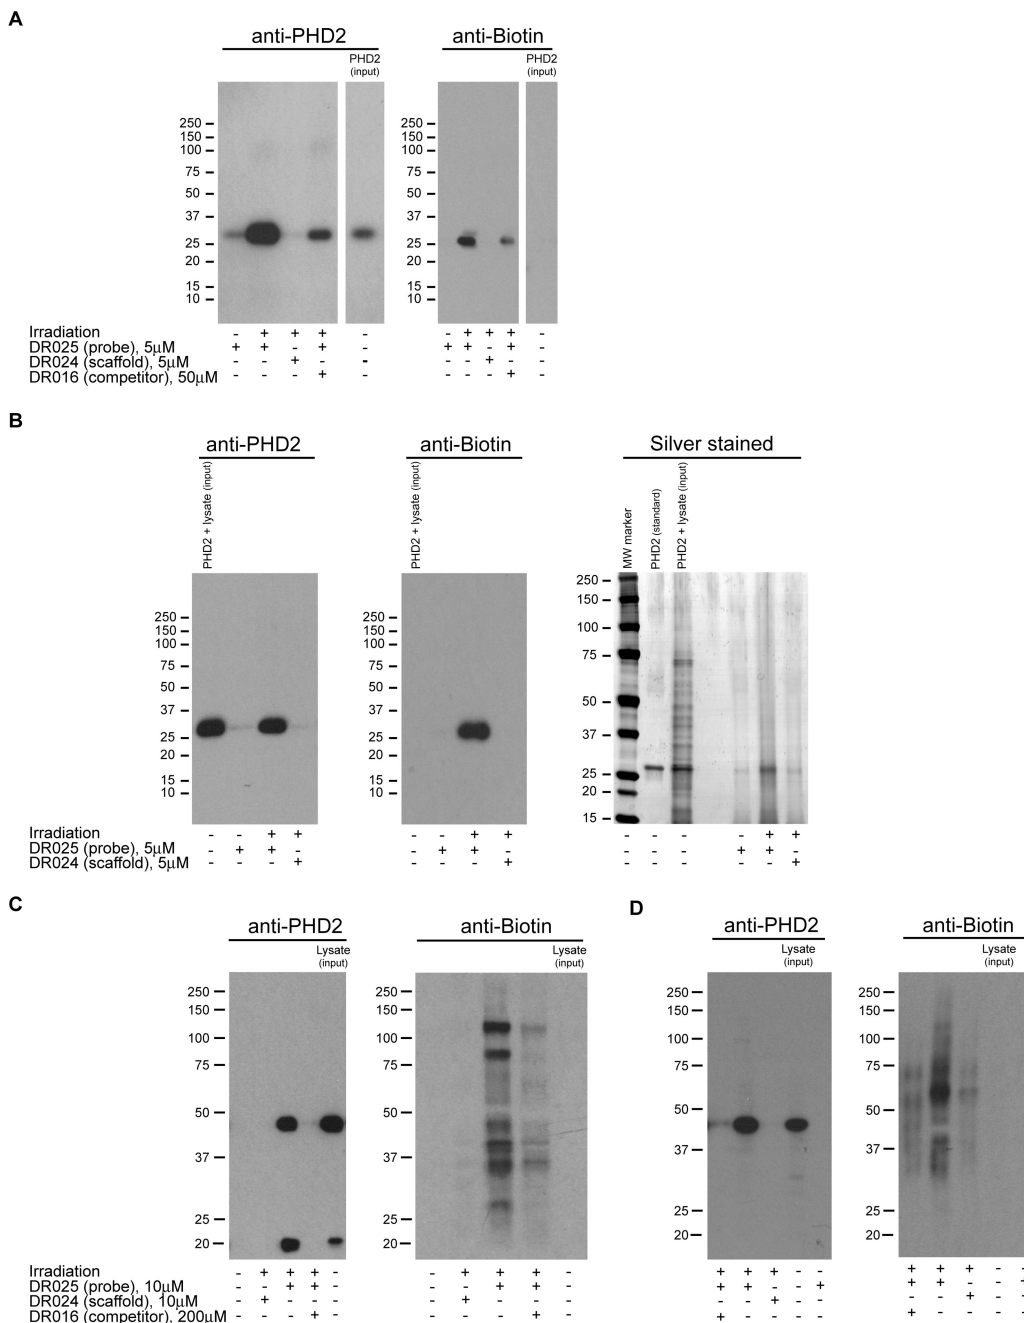 A
anti-PHD2
anti-Biotin
PHD2
(input)
PHD2
(input)
250
150
100
75
50
37
25
20
15
10
250
150
100
75
50
37
25
20
15
10
Irradiation - + + + - - + + + -
DR025 (probe), 5μM + + - + - + + - + -
DR024 (scaffold), 5μM - - + - - - - + - -
DR016 (competitor), 50μM - - - + - - - - + -
B
anti-PHD2
anti-Biotin
Silver stained
PHD2 + lysate (input)
PHD2 + lysate (input)
MW marker
PHD2 (standard)
PHD2 + lysate (input)
250
150
100
75
50
37
25
20
15
10
250
150
100
75
50
37
25
20
15
10
250
150
100
75
50
37
25
20
15
Irradiation - - + + - - + + - - - - + +
DR025 (probe), 5μM - + + - - + + - - - - + + -
DR024 (scaffold), 5μM - - - + - - - + - - - - - +
C
anti-PHD2
anti-Biotin
Lysate
(input)
Lysate
(input)
250
150
100
75
50
37
25
20
250
150
100
75
50
37
25
20
Irradiation - + + + - - + + + -
DR025 (probe), 10μM - - + + - - - + + -
DR024 (scaffold), 10μM - + - - - - + - - -
DR016 (competitor), 200μM - - - + - - - - + -
D
anti-PHD2
anti-Biotin
Lysate
(input)
Lysate
(input)
250
150
100
75
50
37
25
20
250
150
100
75
50
37
25
20
+ + + - - + + + - -
+ + - - + + + - -
- - + - - - - + - -
+ - - - - + - - - -